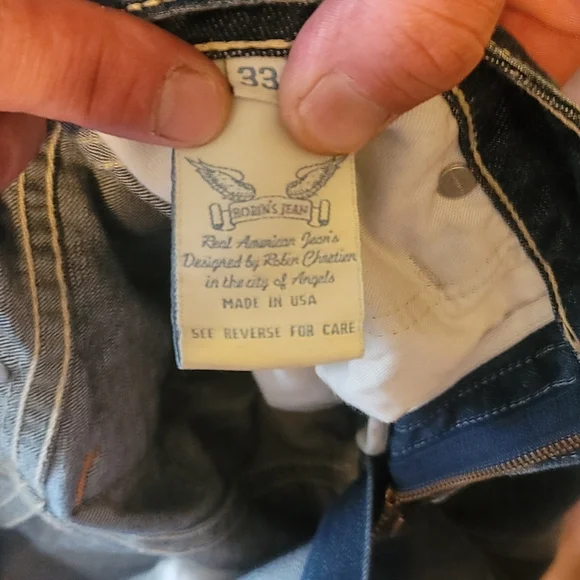 33
ROBIN'S JEAN
Real American Jean's
Designed by Robin Chretien
in the city of Angels
MADE IN USA
SEE REVERSE FOR CARE